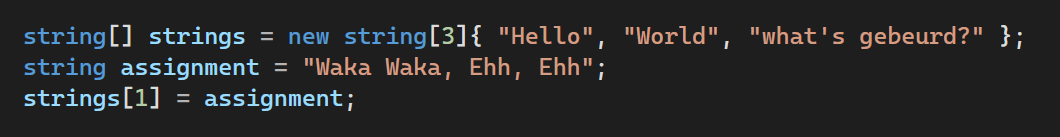 string[] strings = new string[3]{ "Hello", "World", "what's gebeurd?" };
string assignment = "Waka Waka, Ehh, Ehh";
strings[1] = assignment;